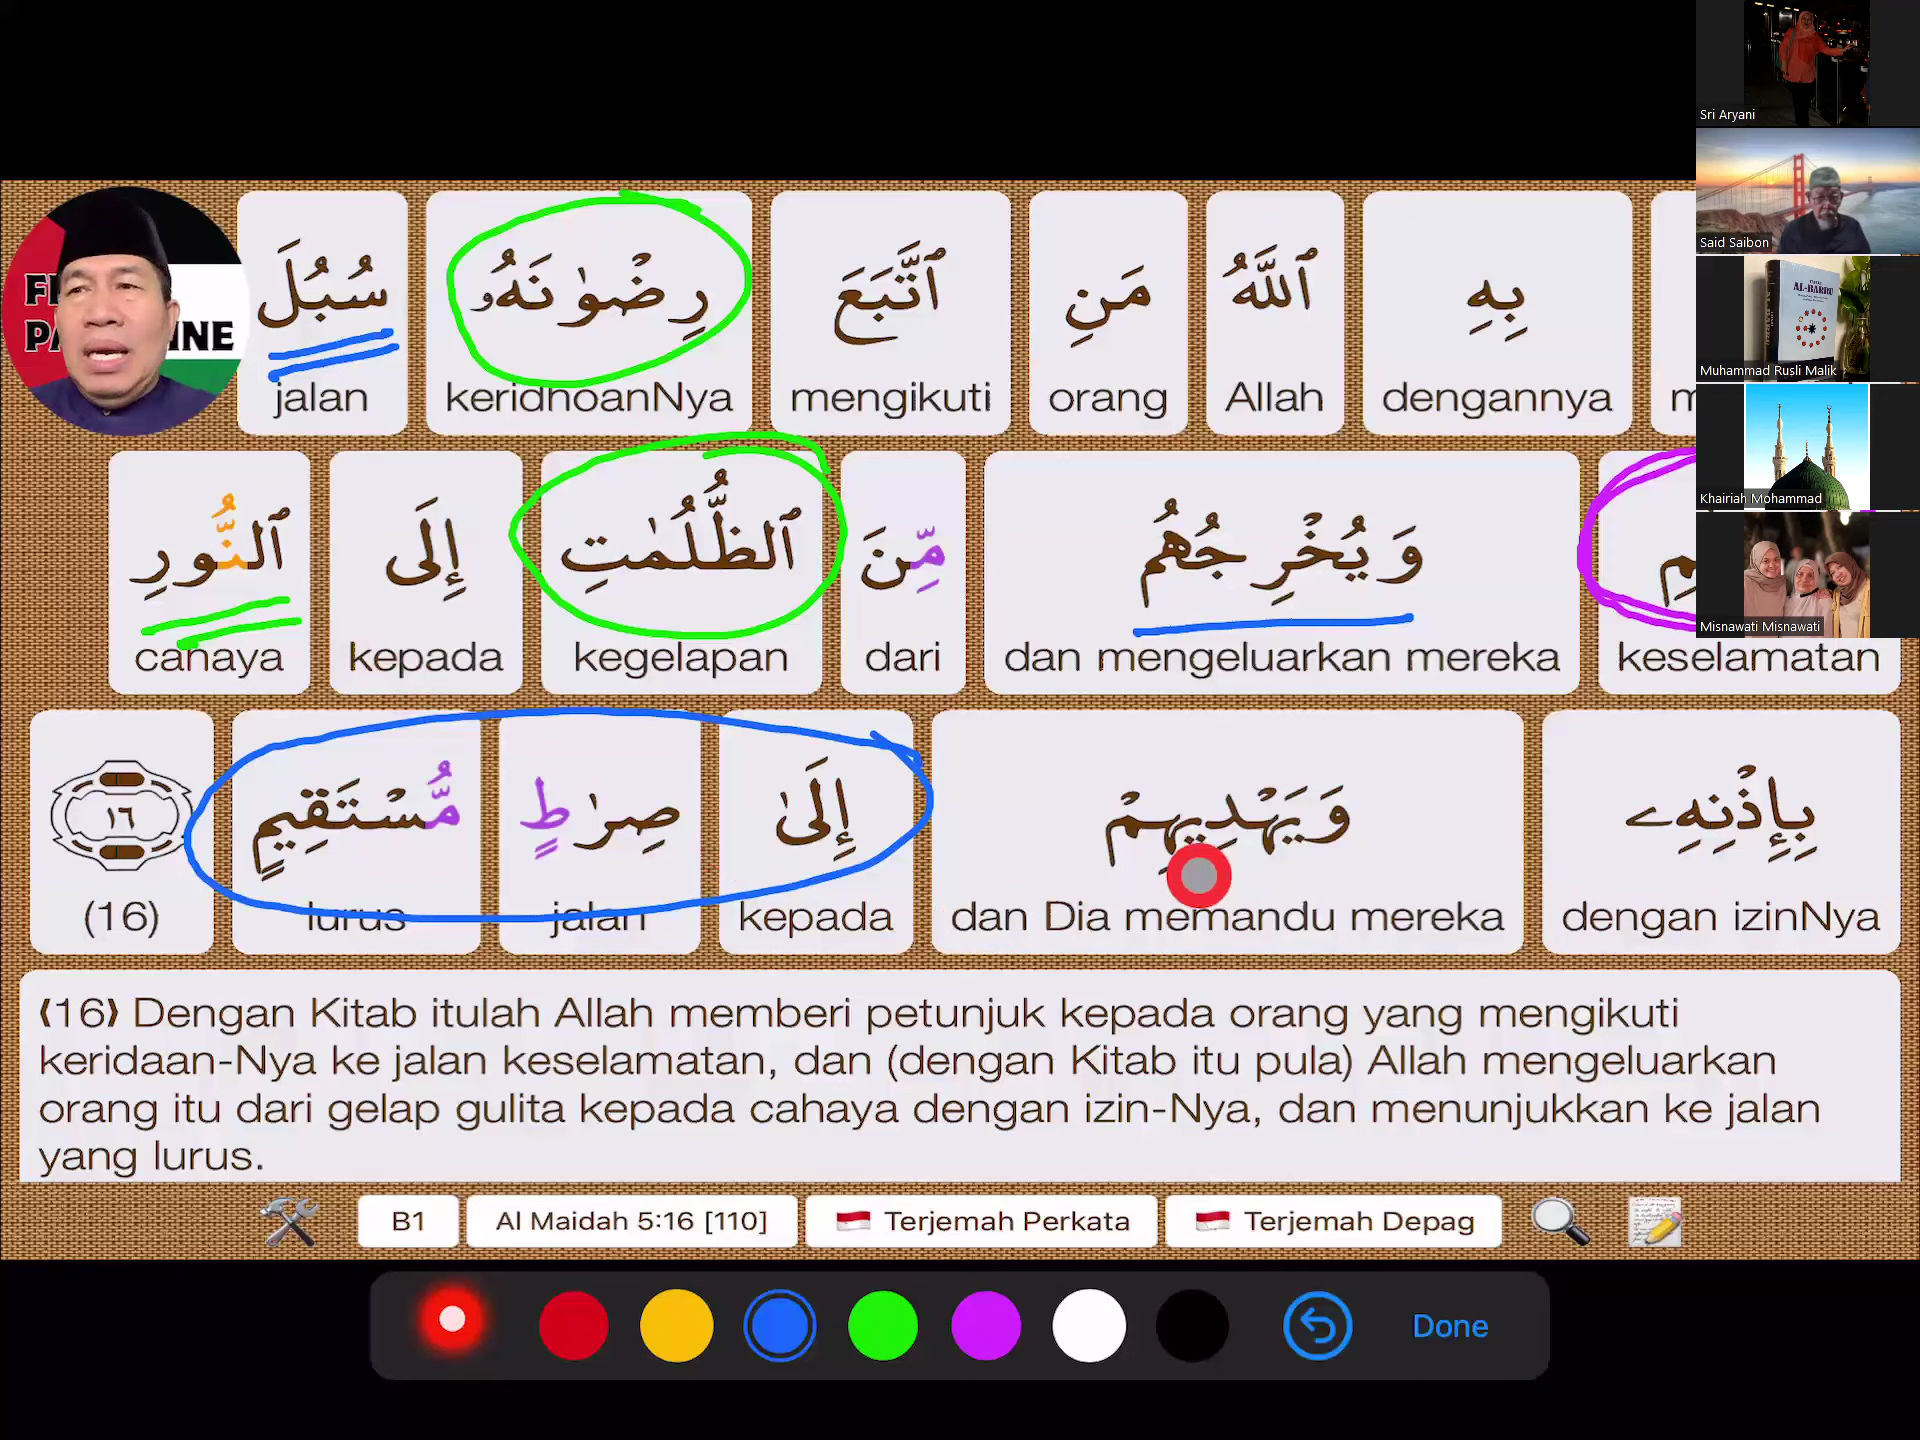 Sri Aryani
Said Saibon
AL-BARRU
Muhammad Rusli Malik
Khairiah Mohammad
Misnawati Misnawati
بِهِ ٱللَّهُ مَنِ ٱتَّبَعَ رِضْوَٰنَهُۥ سُبُلَ
dengannya Allah orang mengikuti keridhoanNya jalan
وَيُخْرِجُهُم مِّنَ ٱلظُّلُمَٰتِ إِلَى ٱلنُّورِ
keselamatan dan mengeluarkan mereka dari kegelapan kepada cahaya
بِإِذْنِهِۦ وَيَهْدِيهِمْ إِلَىٰ صِرَٰطٍ مُّسْتَقِيمٍ ١٦
dengan izinNya dan Dia memandu mereka kepada jalan lurus (16)
(16) Dengan Kitab itulah Allah memberi petunjuk kepada orang yang mengikuti
keridaan-Nya ke jalan keselamatan, dan (dengan Kitab itu pula) Allah mengeluarkan
orang itu dari gelap gulita kepada cahaya dengan izin-Nya, dan menunjukkan ke jalan
yang lurus.
B1 Al Maidah 5:16 [110] Terjemah Perkata Terjemah Depag
Done